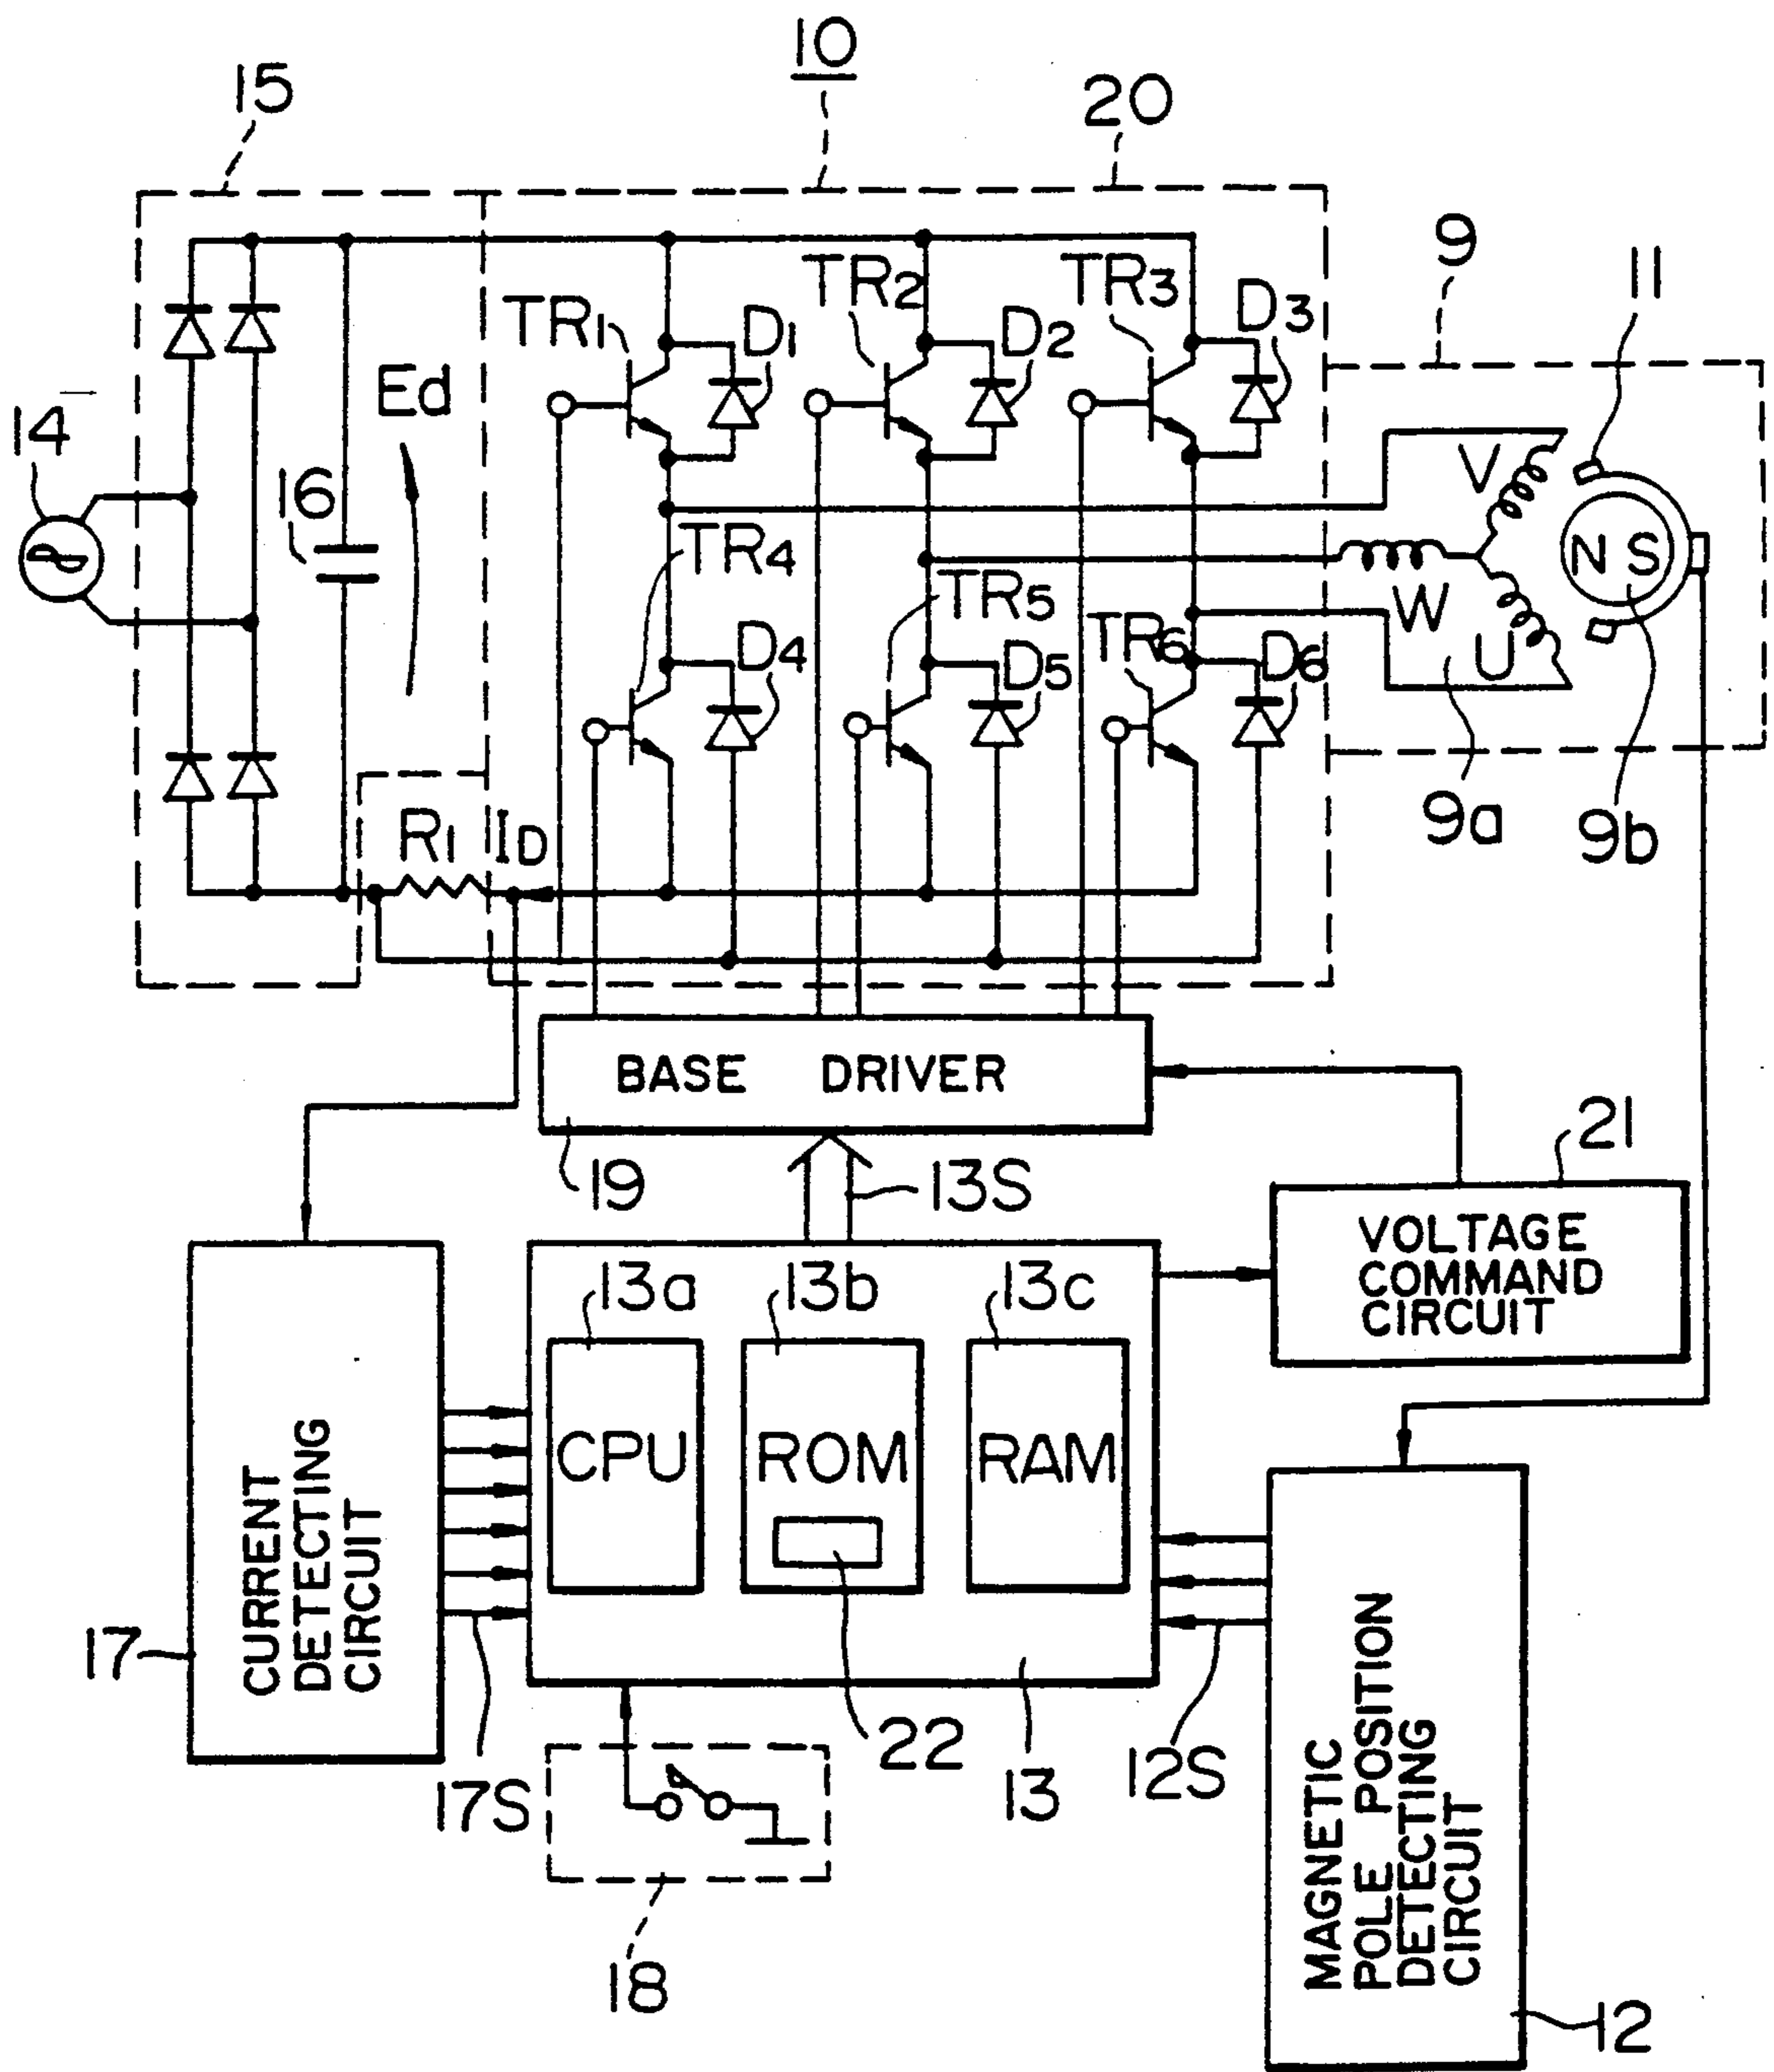 10
15
20
9
11
TR1
D1
TR2
D2
TR3
D3
Ed
14
16
V
N S
W
U
TR4
D4
TR5
D5
TR6
D6
9a
9b
R1
ID
BASE DRIVER
19
13S
21
VOLTAGE
COMMAND
CIRCUIT
13a
13b
13c
CPU
ROM
RAM
CURRENT
DETECTING
CIRCUIT
17
17S
22
13
12S
18
MAGNETIC
POLE POSITION
DETECTING
CIRCUIT
12